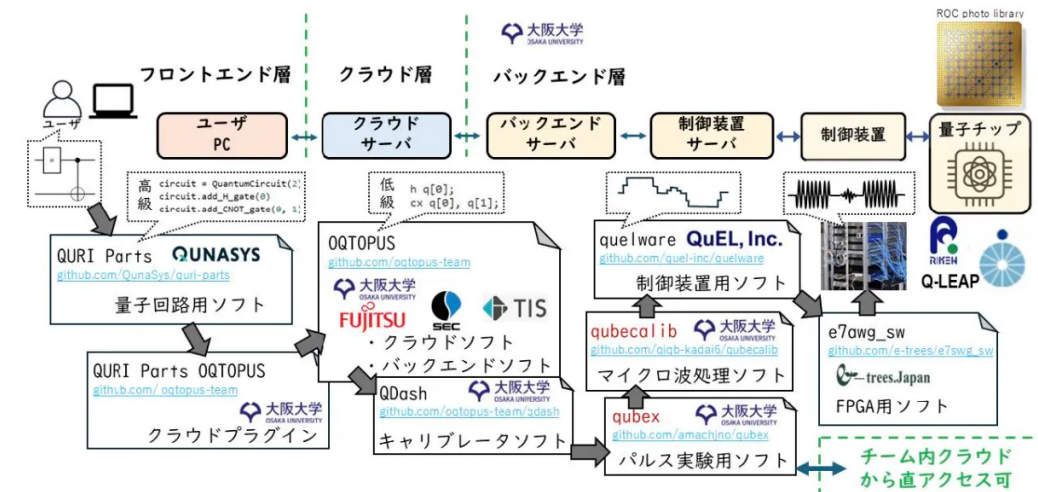 RQC photo library
大阪大学
OSAKA UNIVERSITY
フロントエンド層
クラウド層
バックエンド層
ユーザ
ユーザ
PC
クラウド
サーバ
バックエンド
サーバ
制御装置
サーバ
制御装置
量子チップ
高
級
circuit = QuantumCircuit(2)
circuit.add_H_gate(0)
circuit.add_CNOT_gate(0, 1)
低
級
h q[0];
cx q[0], q[1];
H
QURI Parts
QUNASYS
github.com/QunaSys/quri-parts
量子回路用ソフト
OQTOPUS
github.com/oqtopus-team
大阪大学
OSAKA UNIVERSITY
FUJITSU
SEC
TIS
・クラウドソフト
・バックエンドソフト
quelware
QuEL, Inc.
github.com/quel-inc/quelware
制御装置用ソフト
RIKEN
Q-LEAP
QURI Parts OQTOPUS
github.com/ oqtopus-team
大阪大学
OSAKA UNIVERSITY
クラウドプラグイン
QDash
大阪大学
OSAKA UNIVERSITY
github.com/oqtopus-team/qdash
キャリブレータソフト
qubecalib
大阪大学
OSAKA UNIVERSITY
github.com/qiqb-kadai6/qubecalib
マイクロ波処理ソフト
qubex
大阪大学
OSAKA UNIVERSITY
github.com/amachino/qubex
パルス実験用ソフト
e7awg_sw
github.com/e-trees/e7swg_sw
e-trees.Japan
FPGA用ソフト
チーム内クラウド
から直アクセス可